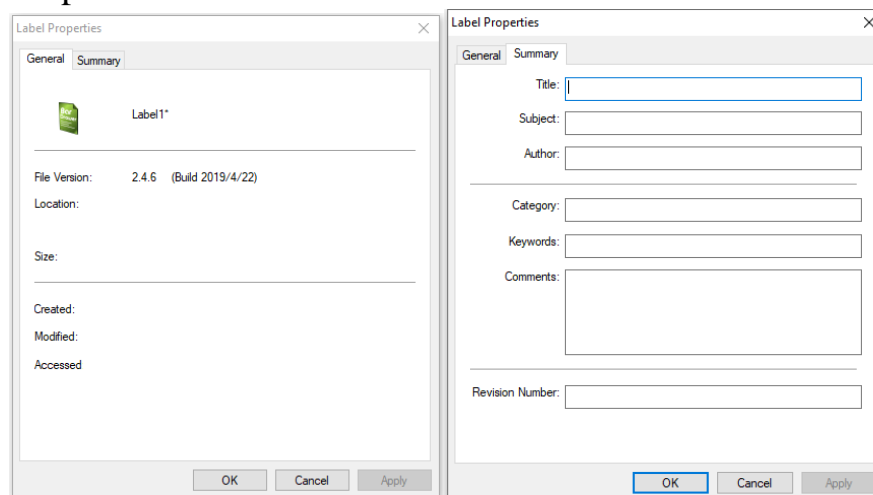 Label Properties
General Summary
Label1*
File Version: 2.4.6 (Build 2019/4/22)
Location:
Size:
Created:
Modified:
Accessed
OK Cancel Apply
Label Properties
General Summary
Title:
Subject:
Author:
Category:
Keywords:
Comments:
Revision Number:
OK Cancel Apply